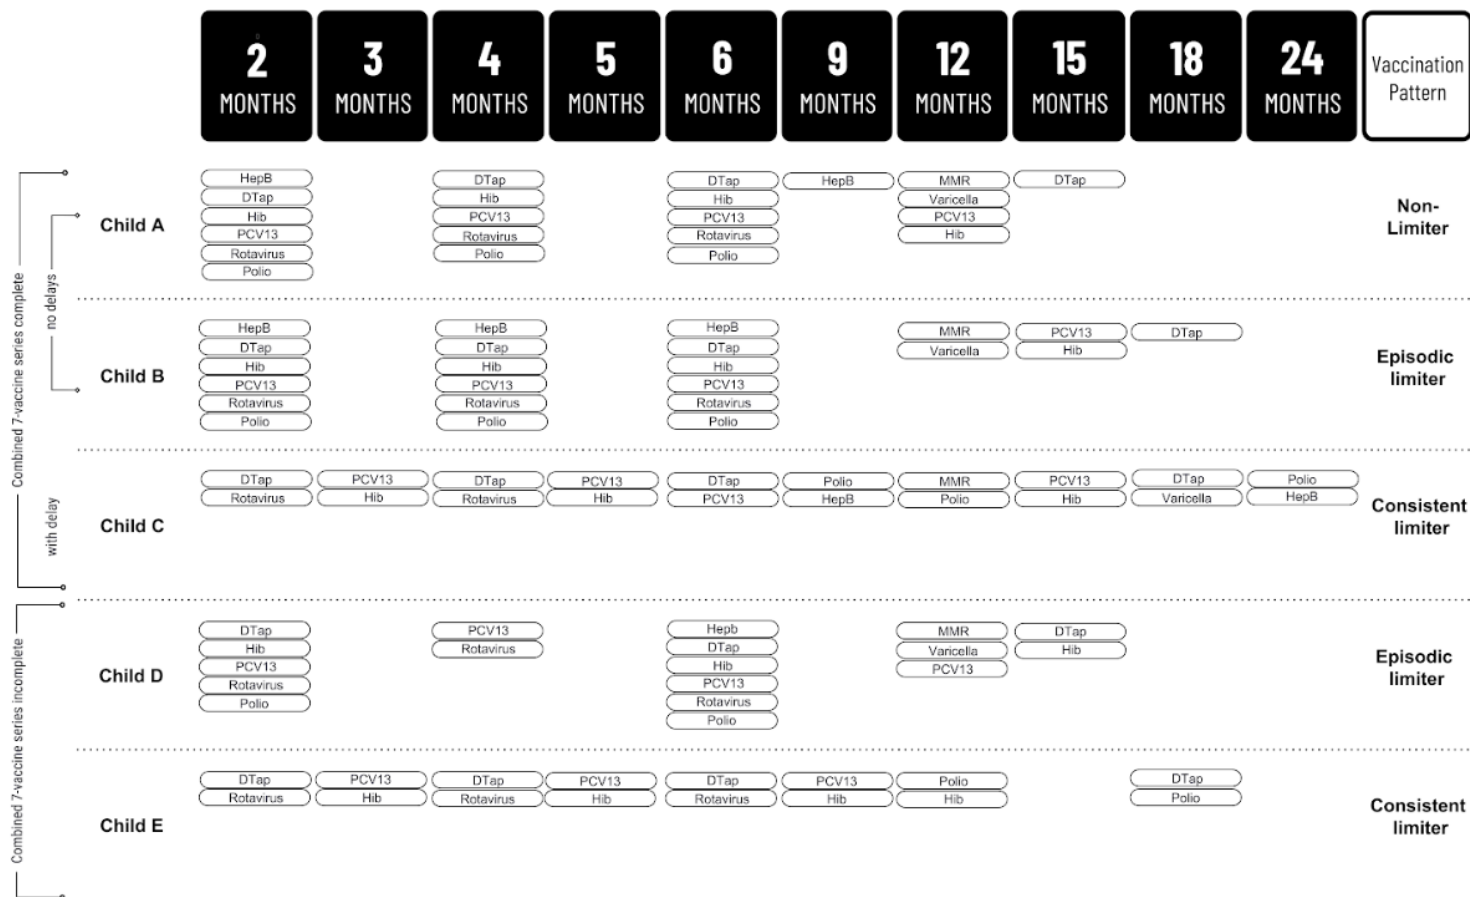 2 MONTHS
3 MONTHS
4 MONTHS
5 MONTHS
6 MONTHS
9 MONTHS
12 MONTHS
15 MONTHS
18 MONTHS
24 MONTHS
Vaccination
Pattern
Combined 7-vaccine series complete
no delays
with delay
Combined 7-vaccine series incomplete
Child A
HepB
DTap
Hib
PCV13
Rotavirus
Polio
DTap
Hib
PCV13
Rotavirus
Polio
DTap
Hib
PCV13
Rotavirus
Polio
HepB
MMR
Varicella
PCV13
Hib
DTap
Non-
Limiter
Child B
HepB
DTap
Hib
PCV13
Rotavirus
Polio
HepB
DTap
Hib
PCV13
Rotavirus
Polio
HepB
DTap
Hib
PCV13
Rotavirus
Polio
MMR
Varicella
PCV13
Hib
DTap
Episodic
limiter
Child C
DTap
Rotavirus
PCV13
Hib
DTap
Rotavirus
PCV13
Hib
DTap
PCV13
Polio
HepB
MMR
Polio
PCV13
Hib
DTap
Varicella
Polio
HepB
Consistent
limiter
Child D
DTap
Hib
PCV13
Rotavirus
Polio
PCV13
Rotavirus
Hepb
DTap
Hib
PCV13
Rotavirus
Polio
MMR
Varicella
PCV13
DTap
Hib
Episodic
limiter
Child E
DTap
Rotavirus
PCV13
Hib
DTap
Rotavirus
PCV13
Hib
DTap
Rotavirus
PCV13
Hib
Polio
Hib
DTap
Polio
Consistent
limiter